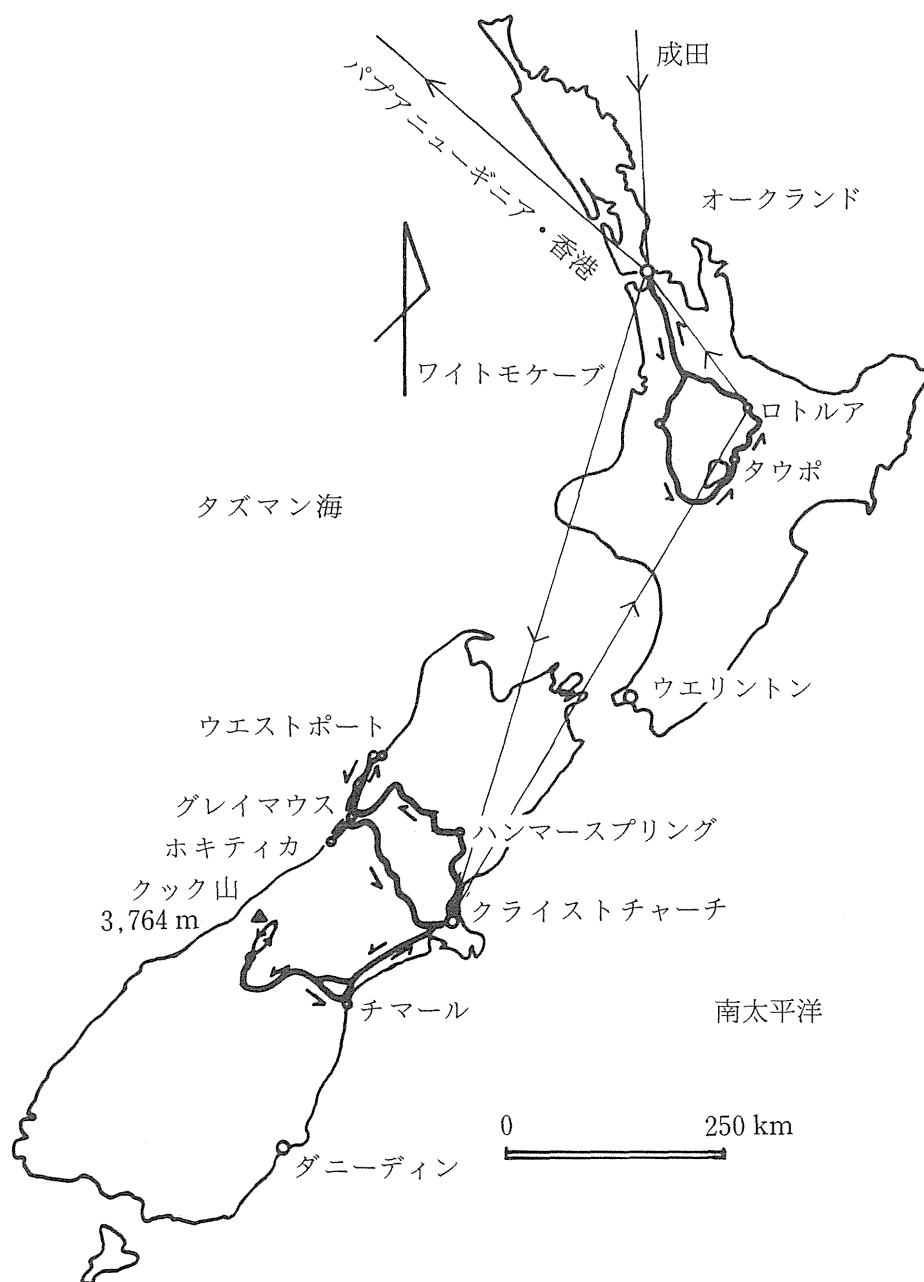 成田
パプアニューギニア・香港
オークランド
ワイトモケーブ
ロトルア
タウポ
タズマン海
ウエリントン
ウエストポート
グレイマウス
ハンマースプリング
ホキティカ
クック山
3,764 m
クライストチャーチ
チマール
南太平洋
0 250 km
ダニーディン